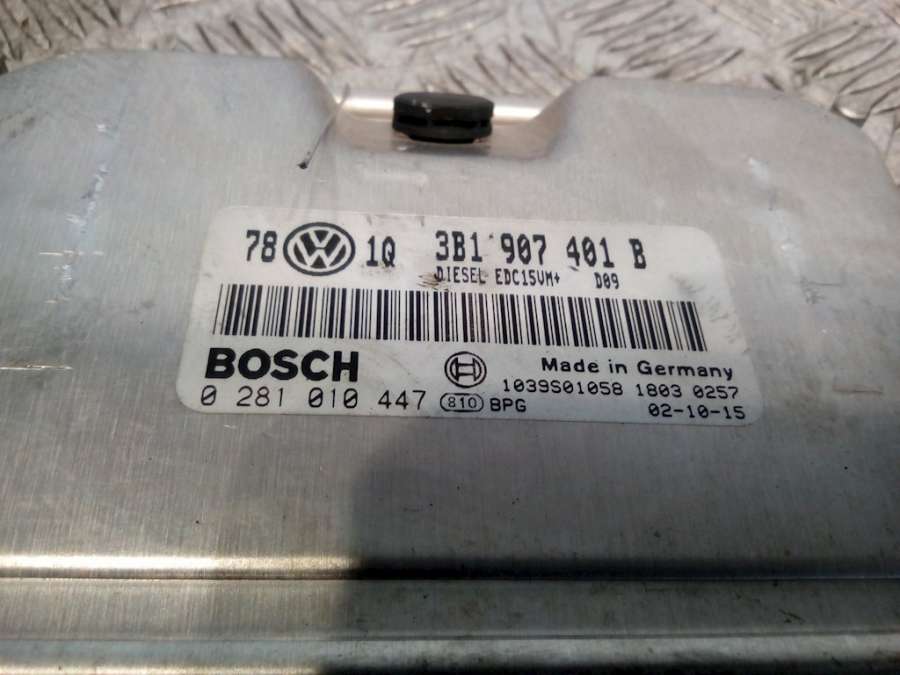 78 VW 1Q 3B1 907 401 B
DIESEL EDC15VM+ D09
BOSCH
Made in Germany
0 281 010 447 810 BPG
1039S01058 1803 0257
02-10-15